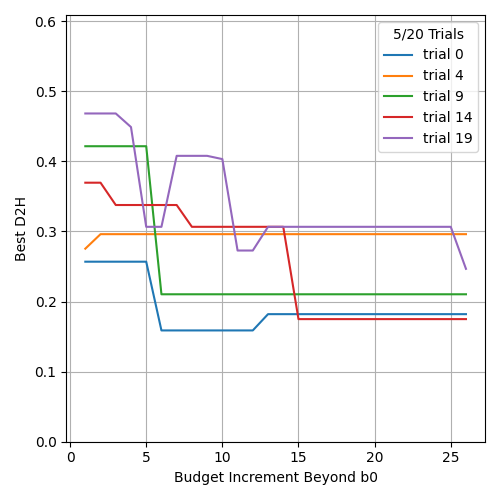 5/20 Trials
trial 0
trial 4
trial 9
trial 14
trial 19
Best D2H
0.6
0.5
0.4
0.3
0.2
0.1
0.0
0 5 10 15 20 25
Budget Increment Beyond b0